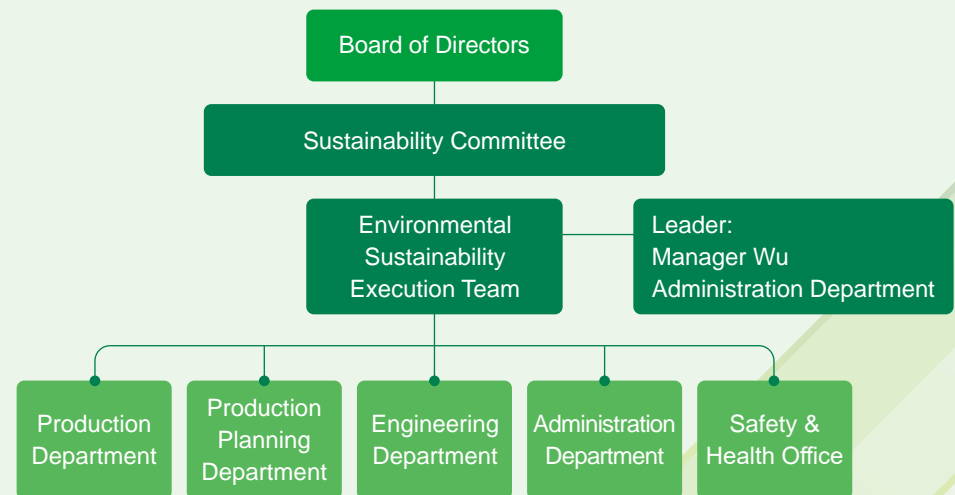 Board of Directors
Sustainability Committee
Environmental
Sustainability
Execution Team
Leader:
Manager Wu
Administration Department
Production
Department
Production
Planning
Department
Engineering
Department
Administration
Department
Safety &
Health Office